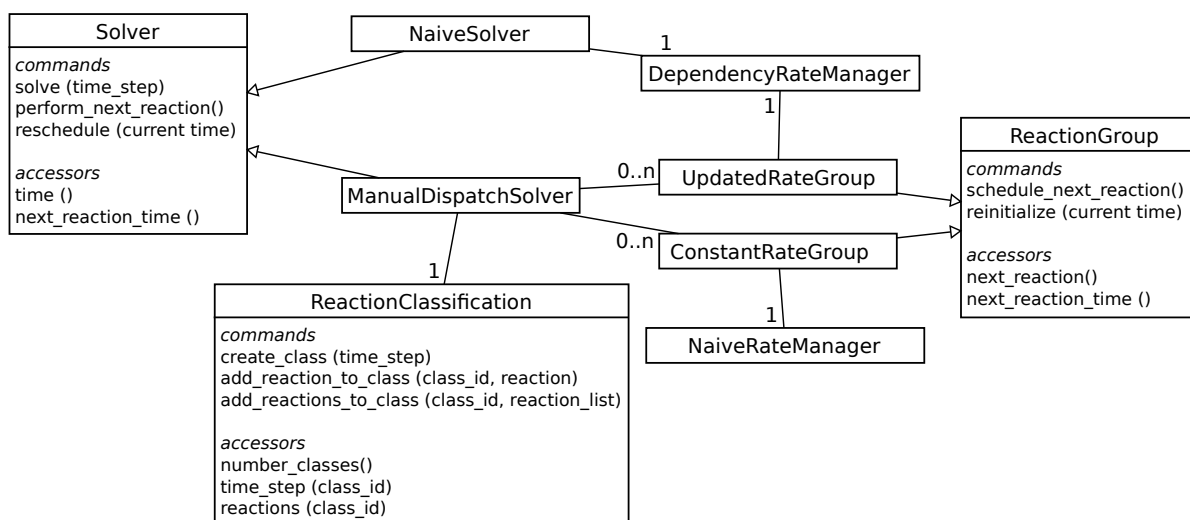 Solver
commands
solve (time_step)
perform_next_reaction()
reschedule (current time)
accessors
time ()
next_reaction_time ()
NaiveSolver
1
DependencyRateManager
1
ManualDispatchSolver
0..n
UpdatedRateGroup
0..n
ConstantRateGroup
1
NaiveRateManager
ReactionGroup
commands
schedule_next_reaction()
reinitialize (current time)
accessors
next_reaction()
next_reaction_time ()
1
ReactionClassification
commands
create_class (time_step)
add_reaction_to_class (class_id, reaction)
add_reactions_to_class (class_id, reaction_list)
accessors
number_classes()
time_step (class_id)
reactions (class_id)